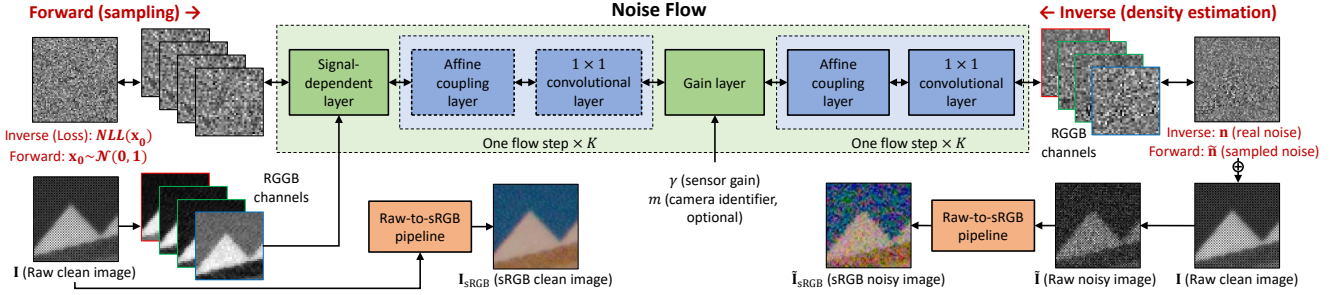 Forward (sampling) →
Noise Flow
← Inverse (density estimation)
Signal-
dependent
layer
Affine
coupling
layer
1 × 1
convolutional
layer
Gain layer
Affine
coupling
layer
1 × 1
convolutional
layer
One flow step × K
One flow step × K
Inverse (Loss): NLL(x₀)
Forward: x₀~𝒩(0, 1)
RGGB
channels
Inverse: n (real noise)
Forward: ñ (sampled noise)
⊕
RGGB
channels
γ (sensor gain)
m (camera identifier,
optional)
Raw-to-sRGB
pipeline
Raw-to-sRGB
pipeline
I (Raw clean image)
I_sRGB (sRGB clean image)
Ĩ_sRGB (sRGB noisy image)
Ĩ (Raw noisy image)
I (Raw clean image)